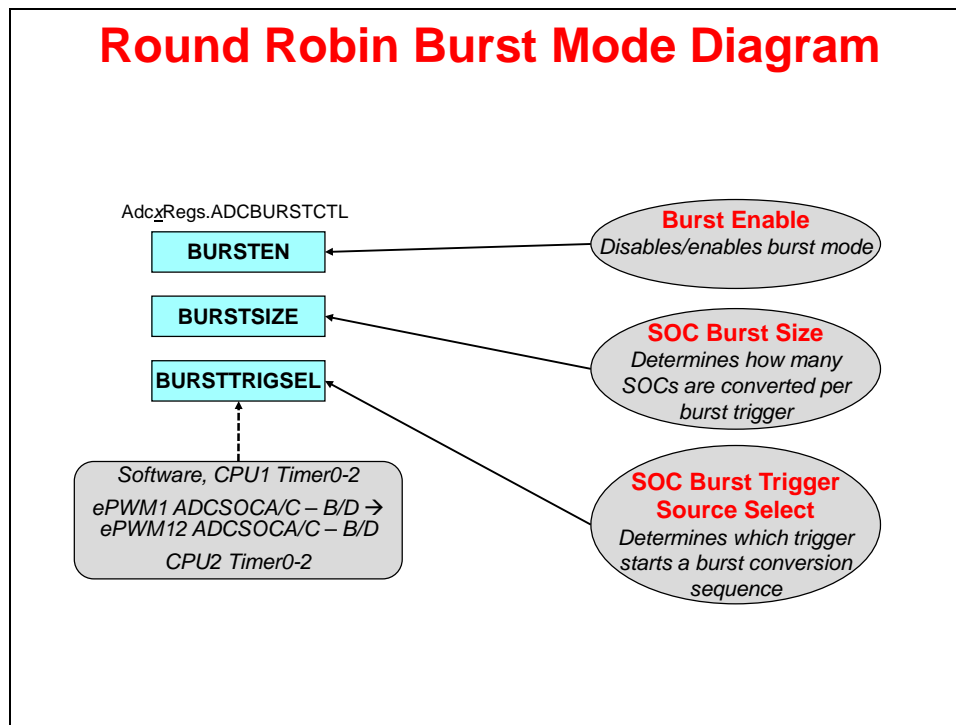 Round Robin Burst Mode Diagram
AdcxRegs.ADCBURSTCTL
BURSTEN
BURSTSIZE
BURSTTRIGSEL
Software, CPU1 Timer0-2
ePWM1 ADCSOCA/C – B/D →
ePWM12 ADCSOCA/C – B/D
CPU2 Timer0-2
Burst Enable
Disables/enables burst mode
SOC Burst Size
Determines how many
SOCs are converted per
burst trigger
SOC Burst Trigger
Source Select
Determines which trigger
starts a burst conversion
sequence